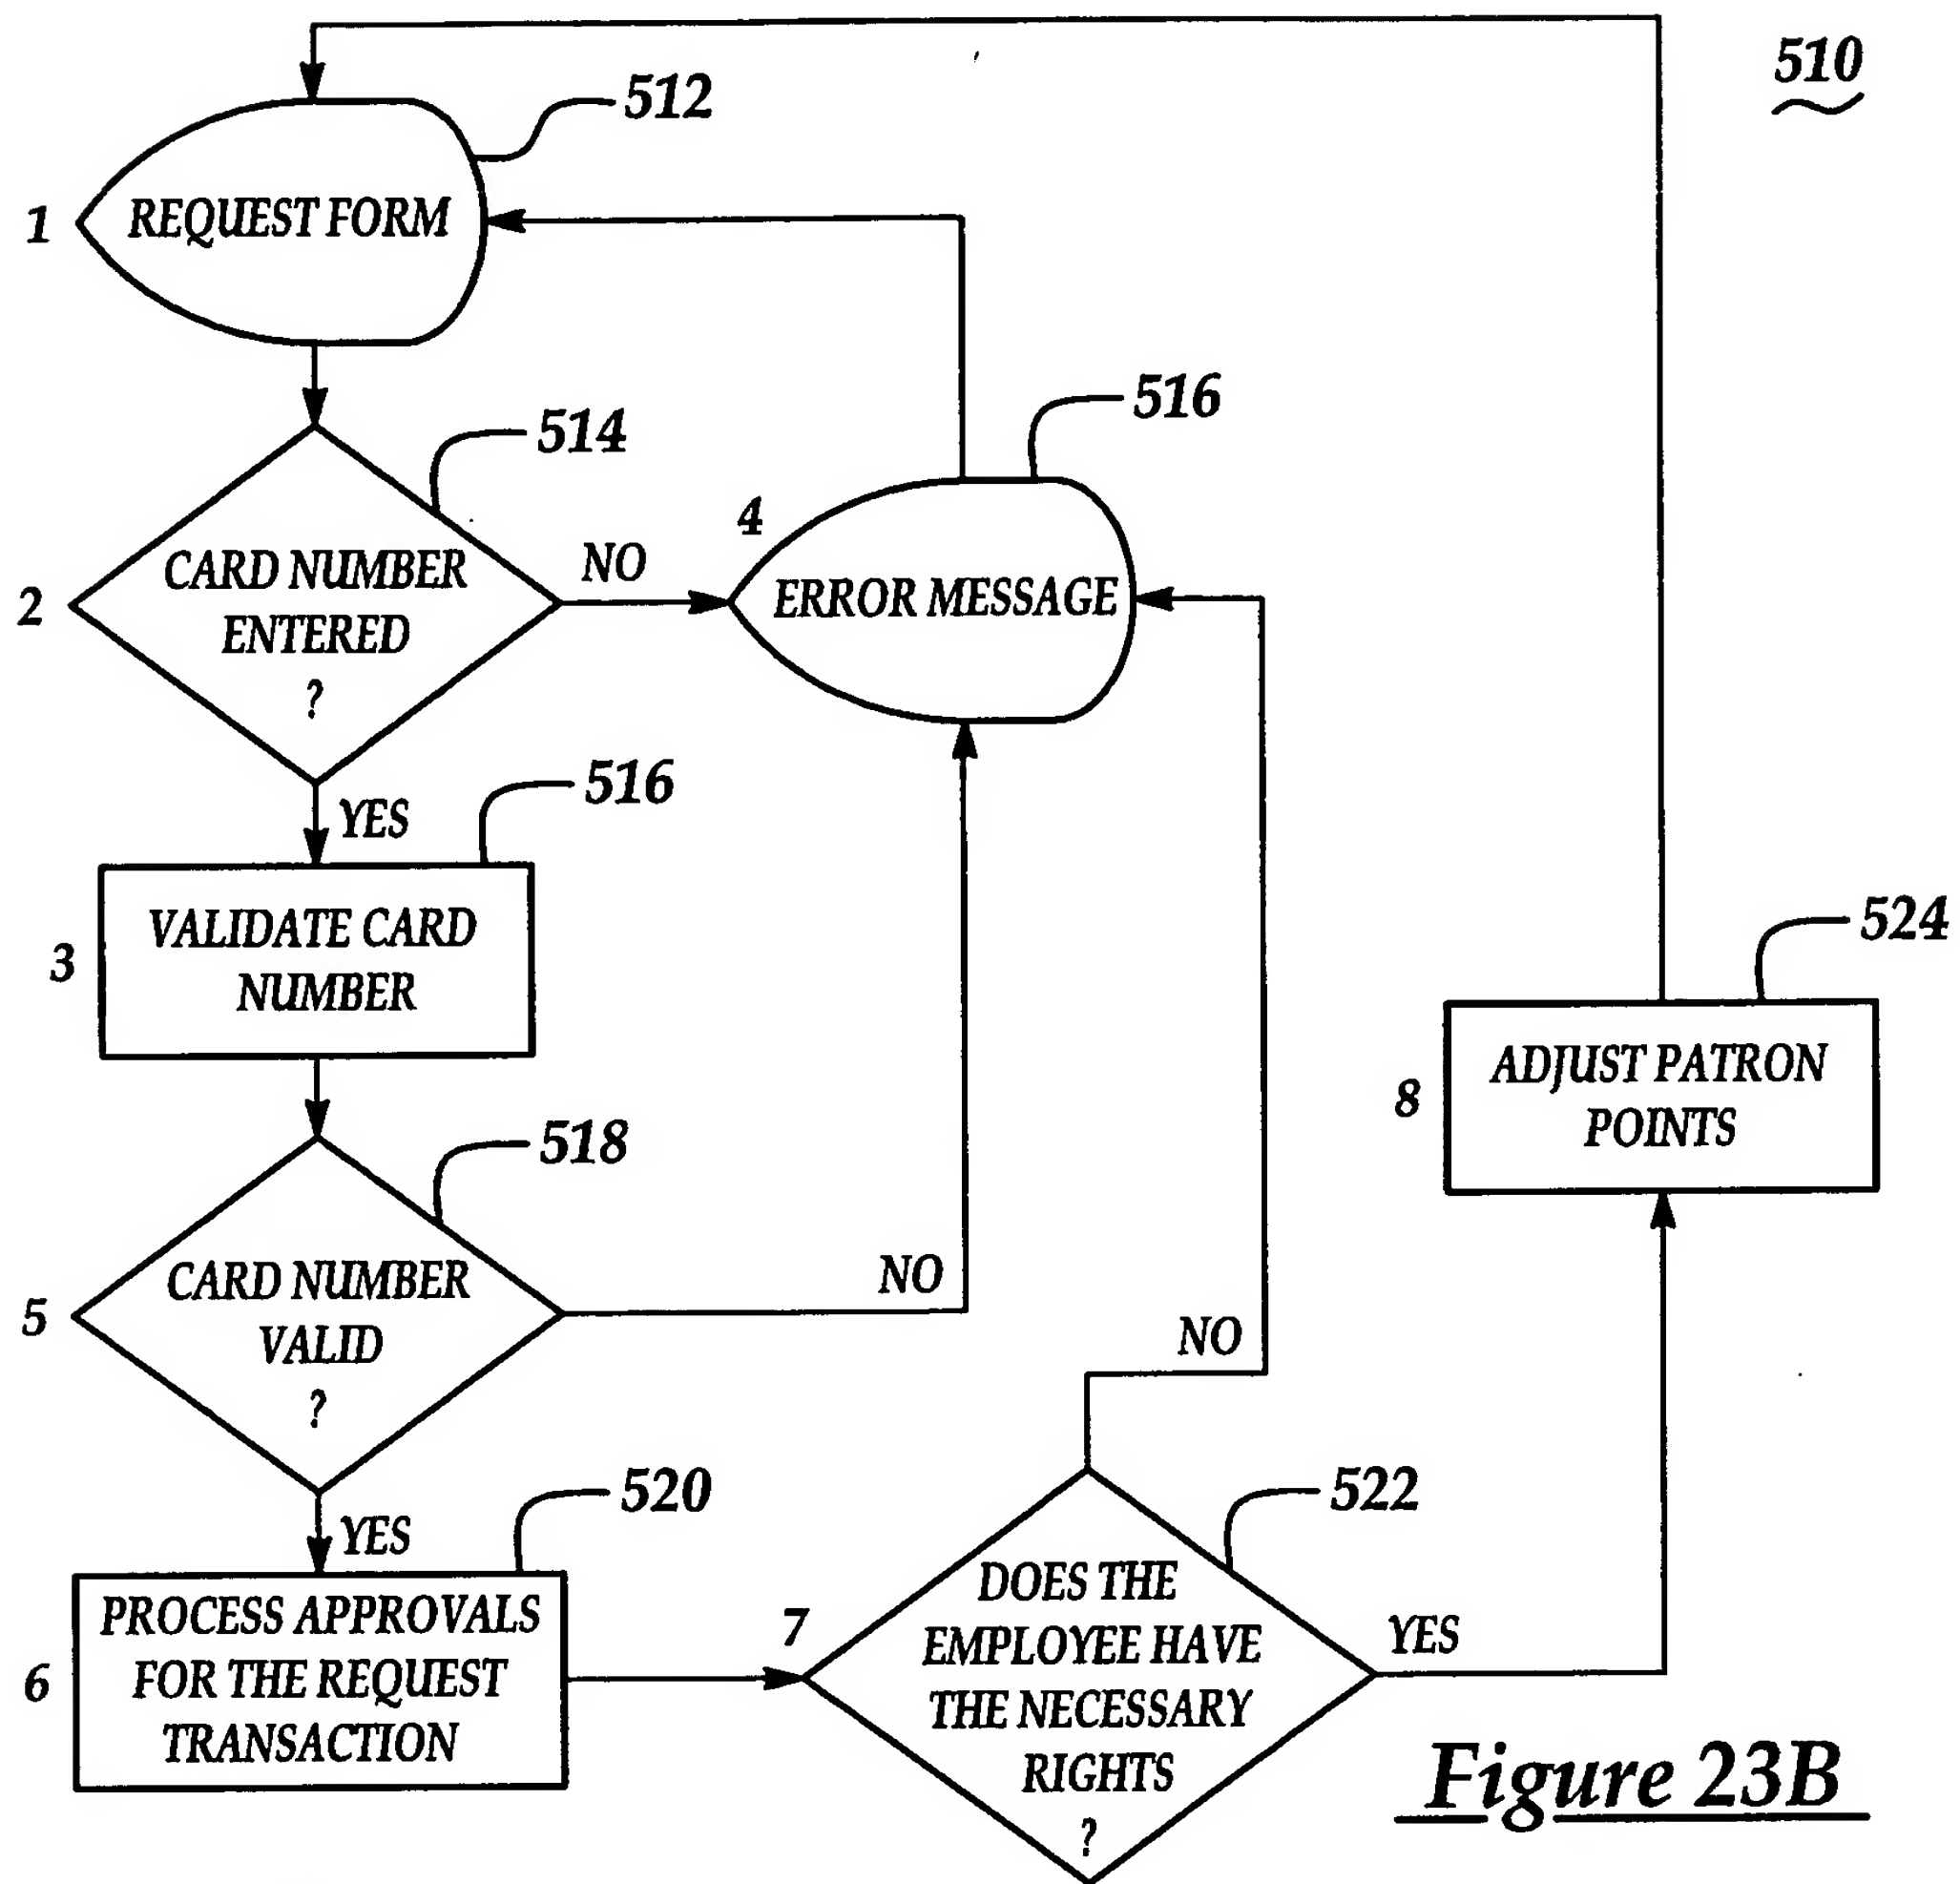 510
512
1
REQUEST FORM
514
2
CARD NUMBER
ENTERED
?
NO
516
4
ERROR MESSAGE
YES
516
3
VALIDATE CARD
NUMBER
518
5
CARD NUMBER
VALID
?
NO
YES
520
6
PROCESS APPROVALS
FOR THE REQUEST
TRANSACTION
522
7
DOES THE
EMPLOYEE HAVE
THE NECESSARY
RIGHTS
?
NO
YES
524
8
ADJUST PATRON
POINTS
Figure 23B